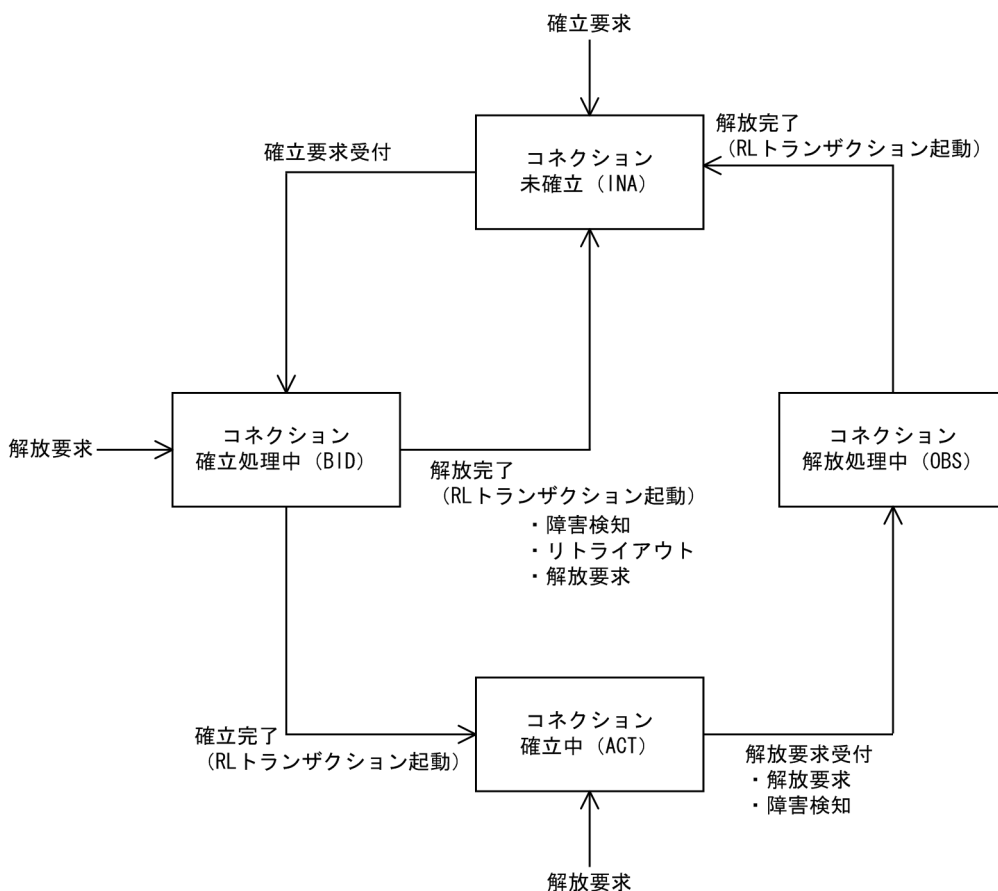 確立要求
解放完了
(RLトランザクション起動)
確立要求受付
コネクション
未確立(INA)
解放要求
コネクション
確立処理中(BID)
解放完了
(RLトランザクション起動)
・障害検知
・リトライアウト
・解放要求
コネクション
解放処理中(OBS)
確立完了
(RLトランザクション起動)
コネクション
確立中(ACT)
解放要求受付
・解放要求
・障害検知
解放要求